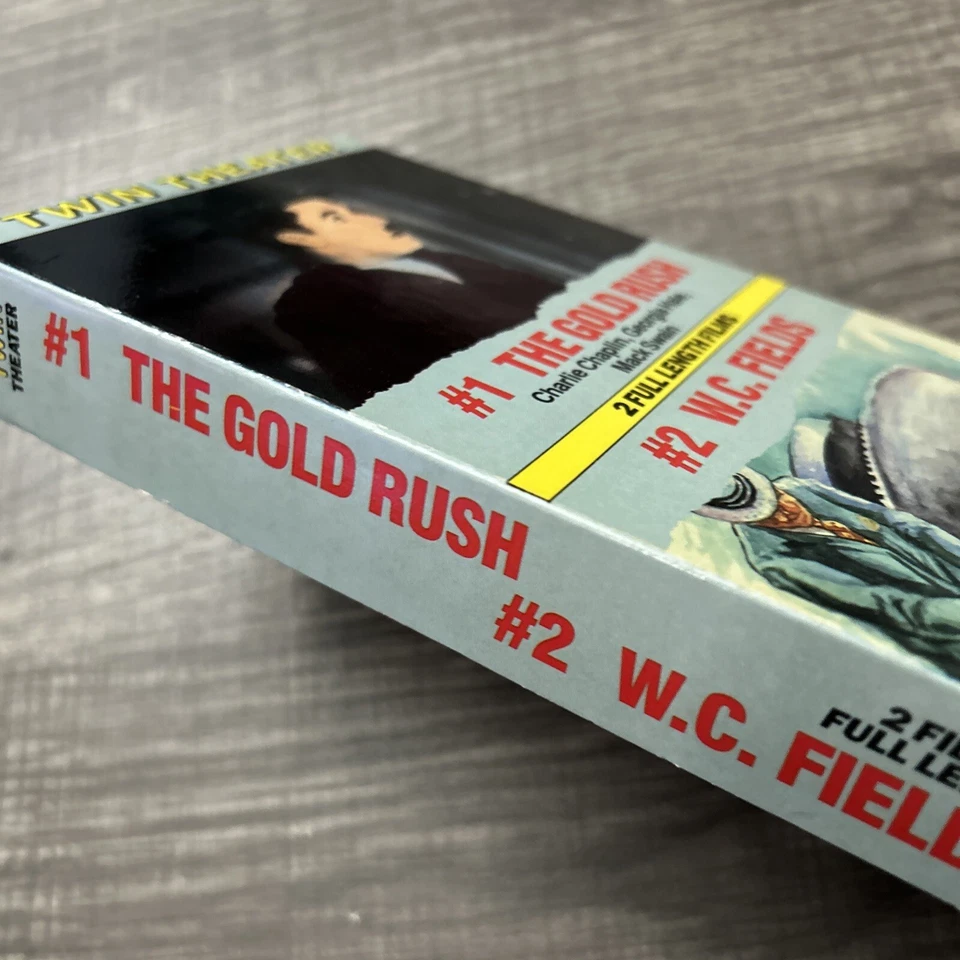 TWIN THEATER
#1 THE GOLD RUSH
Charlie Chaplin, Georgia Hale,
Mack Swain
2 FULL LENGTH FILMS
#2 W.C. FIELDS
THEATER
#1 THE GOLD RUSH
#2 W.C. FIELD
2 FI
FULL LE